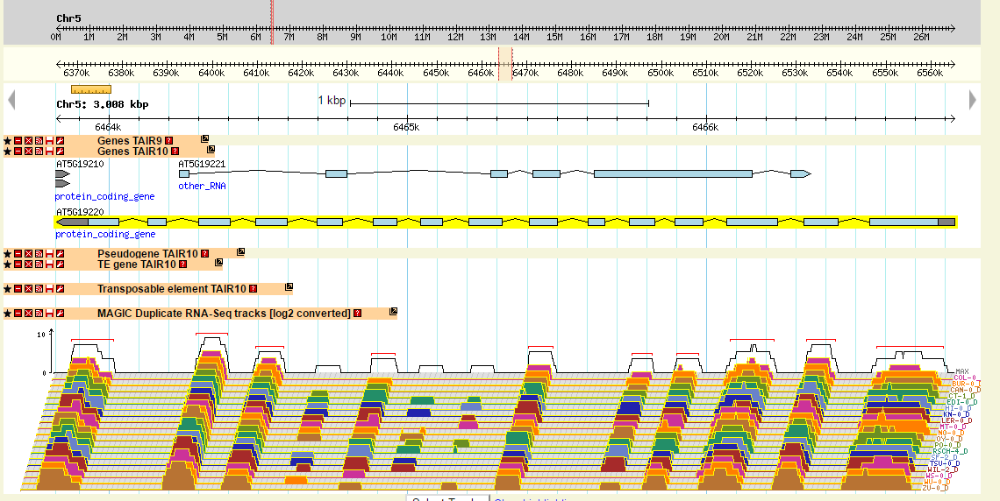 Chr5
0M 1M 2M 3M 4M 5M 6M 7M 8M 9M 10M 11M 12M 13M 14M 15M 16M 17M 18M 19M 20M 21M 22M 23M 24M 25M 26M
6370k 6380k 6390k 6400k 6410k 6420k 6430k 6440k 6450k 6460k 6470k 6480k 6490k 6500k 6510k 6520k 6530k 6540k 6550k 6560k
1 kbp
Chr5: 3.008 kbp
6464k 6465k 6466k
Genes TAIR9 ?
Genes TAIR10 ?
AT5G19210 AT5G19221
other_RNA
protein_coding_gene
AT5G19220
protein_coding_gene
Pseudogene TAIR10 ?
TE gene TAIR10 ?
Transposable element TAIR10 ?
MAGIC Duplicate RNA-Seq tracks [log2 converted] ?
10
0
MAX
COL-0_
BUR-0_D
CAN-0_D
CT-1_D
EDI-0_D
HI-0_D
KN-0_D
LER-0_D
MT-0_D
NO-0_D
OY-0_D
PO-0_D
RSCH-4_D
SF-2_D
TSU-0_D
WIL-2_D
WS-0_D
WU-0_D
ZU-0_D